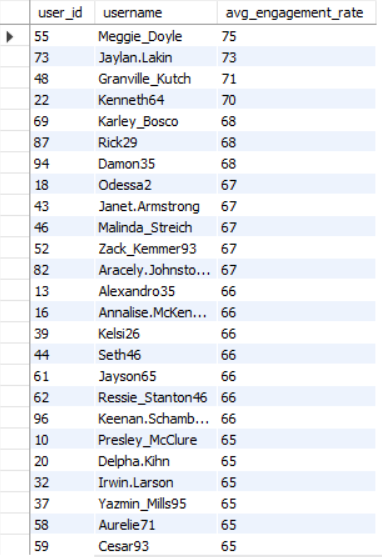 user_id username avg_engagement_rate
55 Meggie_Doyle 75
73 Jaylan.Lakin 73
48 Granville_Kutch 71
22 Kenneth64 70
69 Karley_Bosco 68
87 Rick29 68
94 Damon35 68
18 Odessa2 67
43 Janet.Armstrong 67
46 Malinda_Streich 67
52 Zack_Kemmer93 67
82 Aracely.Johnsto... 67
13 Alexandro35 66
16 Annalise.McKen... 66
39 Kelsi26 66
44 Seth46 66
61 Jayson65 66
62 Ressie_Stanton46 66
96 Keenan.Schamb... 66
10 Presley_McClure 65
20 Delpha.Kihn 65
32 Irwin.Larson 65
37 Yazmin_Mills95 65
58 Aurelie71 65
59 Cesar93 65